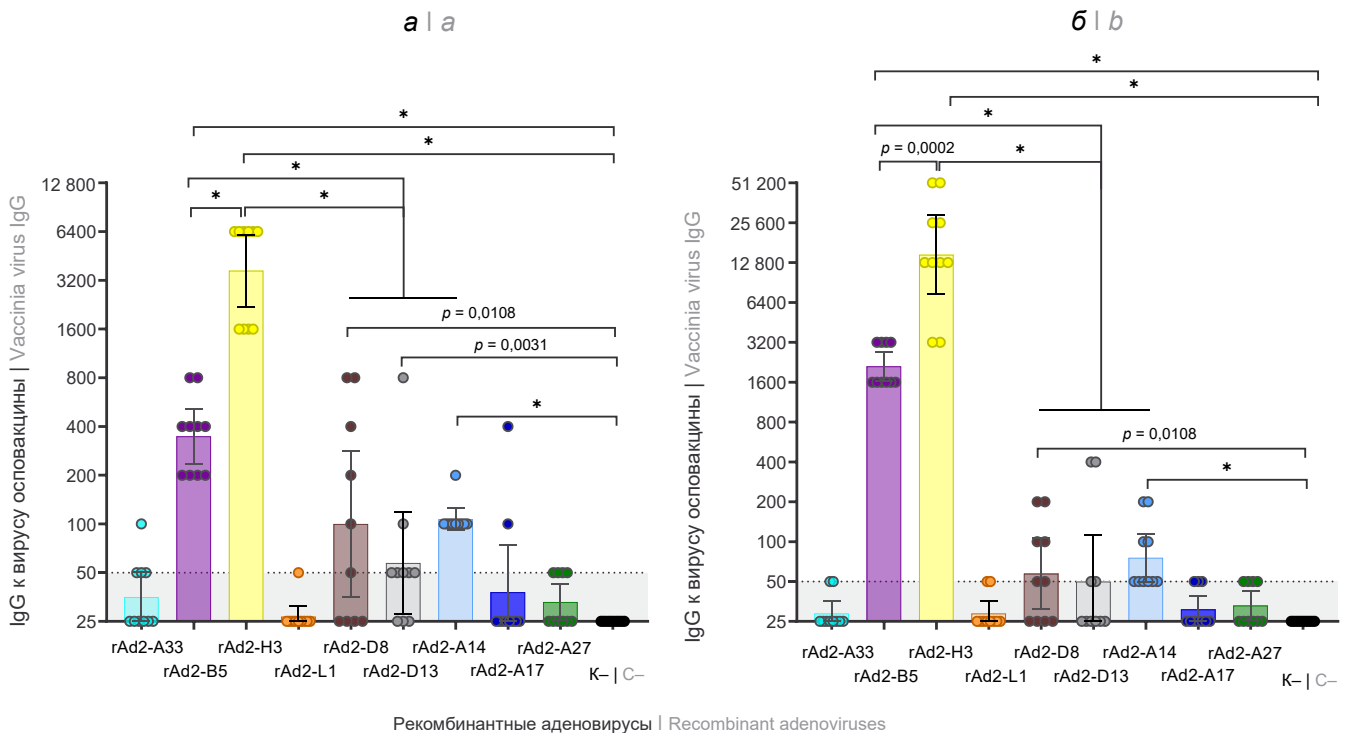 а | a
*
*
*
*
*
p = 0,0108
p = 0,0031
*
IgG к вирусу осповакцины | Vaccinia virus IgG
12 800
6400
3200
1600
800
400
200
100
50
25
rAd2-A33
rAd2-B5
rAd2-H3
rAd2-L1
rAd2-D8
rAd2-D13
rAd2-A14
rAd2-A17
rAd2-A27
К– | C–
б | b
*
*
*
p = 0,0002
*
p = 0,0108
*
IgG к вирусу осповакцины | Vaccinia virus IgG
51 200
25 600
12 800
6400
3200
1600
800
400
200
100
50
25
rAd2-A33
rAd2-B5
rAd2-H3
rAd2-L1
rAd2-D8
rAd2-D13
rAd2-A14
rAd2-A17
rAd2-A27
К– | C–
Рекомбинантные аденовирусы | Recombinant adenoviruses